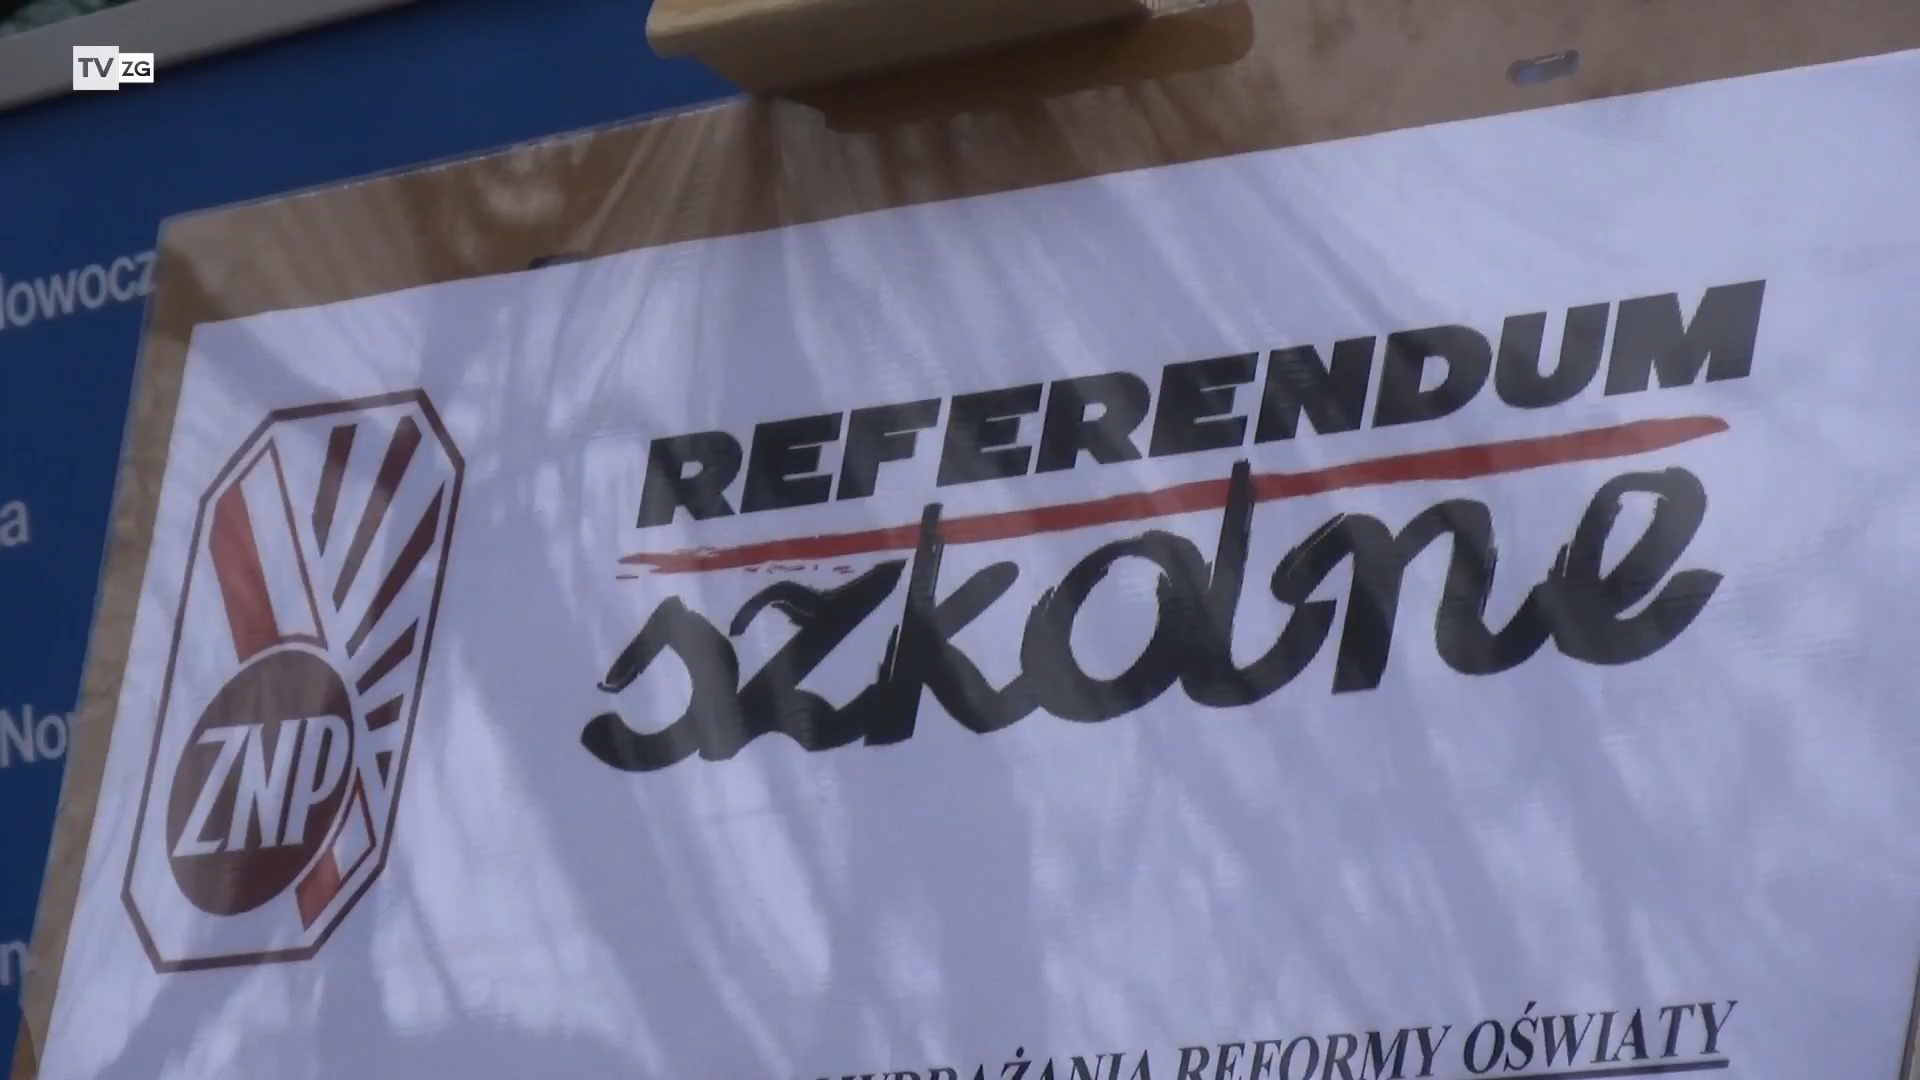 TV ZG
REFERENDUM
szkolne
ZNP
REFORMY OŚWIATY